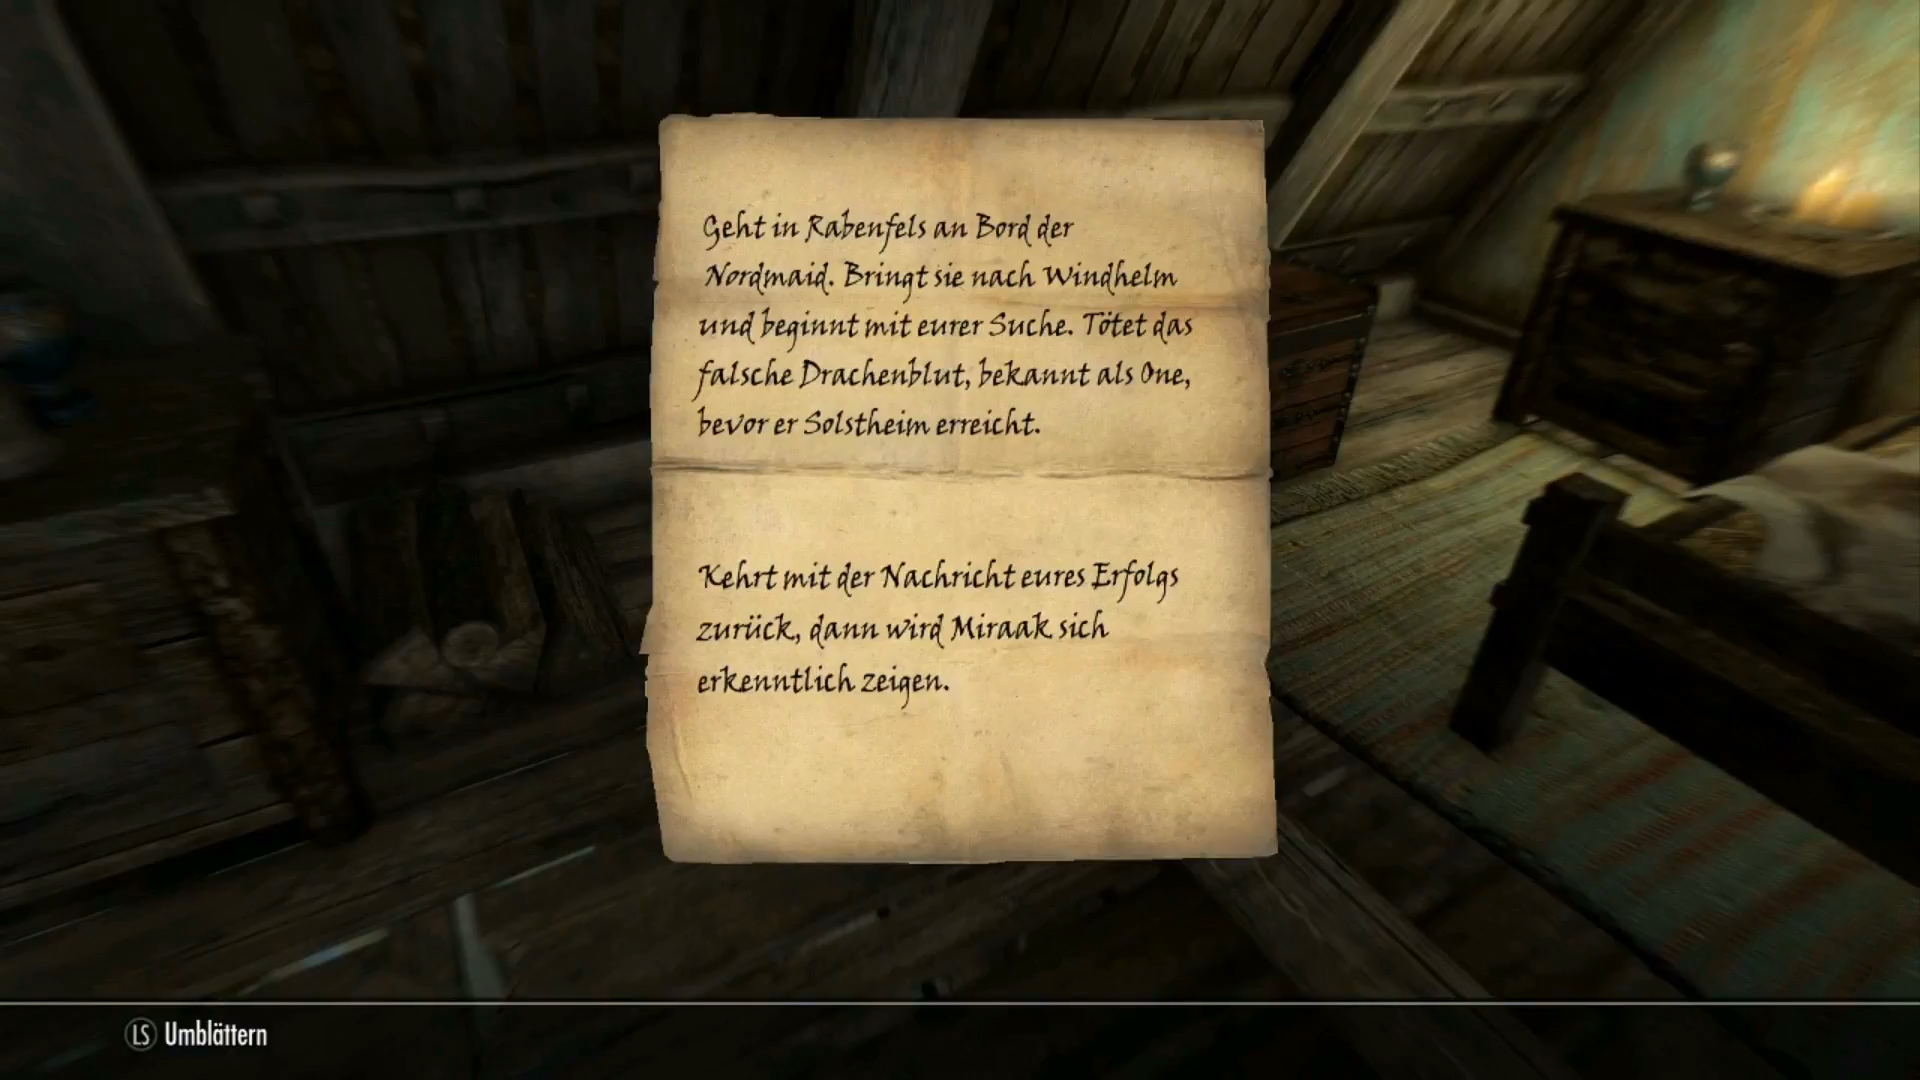 Geht in Rabenfels an Bord der
Nordmaid. Bringt sie nach Windhelm
und beginnt mit eurer Suche. Tötet das
falsche Drachenblut, bekannt als One,
bevor er Solstheim erreicht.
Kehrt mit der Nachricht eures Erfolgs
zurück, dann wird Miraak sich
erkenntlich zeigen.
LS Umblättern